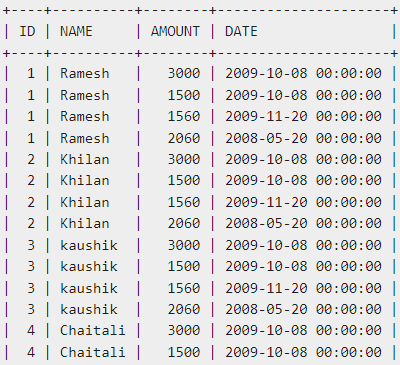 +----+----------+--------+---------------------+
| ID | NAME     | AMOUNT | DATE                |
+----+----------+--------+---------------------+
|  1 | Ramesh   |   3000 | 2009-10-08 00:00:00 |
|  1 | Ramesh   |   1500 | 2009-10-08 00:00:00 |
|  1 | Ramesh   |   1560 | 2009-11-20 00:00:00 |
|  1 | Ramesh   |   2060 | 2008-05-20 00:00:00 |
|  2 | Khilan   |   3000 | 2009-10-08 00:00:00 |
|  2 | Khilan   |   1500 | 2009-10-08 00:00:00 |
|  2 | Khilan   |   1560 | 2009-11-20 00:00:00 |
|  2 | Khilan   |   2060 | 2008-05-20 00:00:00 |
|  3 | kaushik  |   3000 | 2009-10-08 00:00:00 |
|  3 | kaushik  |   1500 | 2009-10-08 00:00:00 |
|  3 | kaushik  |   1560 | 2009-11-20 00:00:00 |
|  3 | kaushik  |   2060 | 2008-05-20 00:00:00 |
|  4 | Chaitali |   3000 | 2009-10-08 00:00:00 |
|  4 | Chaitali |   1500 | 2009-10-08 00:00:00 |